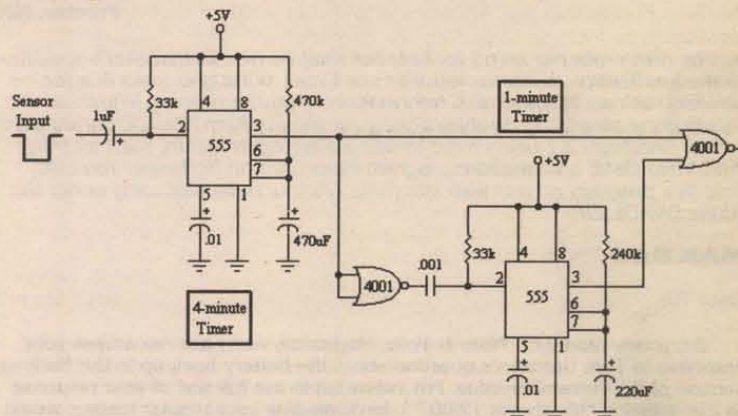 +5V
1-minute
Timer
Sensor
Input
1uF
+
33k
4
8
470k
2
555
3
6
7
5
1
+
.01
+
470uF
4001
+5V
33k
4
8
240k
4001
.001
2
555
3
6
7
5
1
+
.01
+
220uF
4-minute
Timer